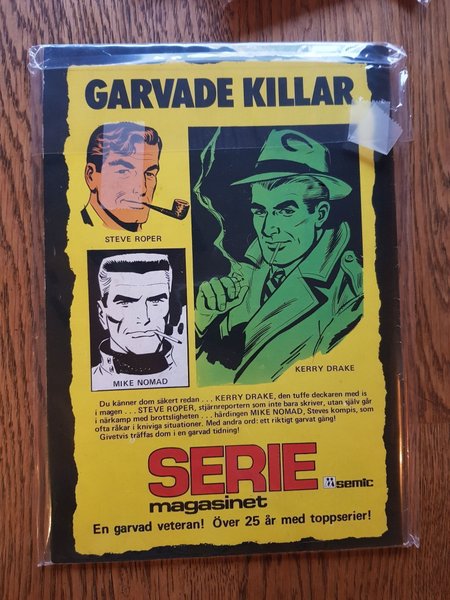 GARVADE KILLAR
STEVE ROPER
MIKE NOMAD
KERRY DRAKE
Du känner dom säkert redan . . . KERRY DRAKE, den tuffe deckaren med is
i magen . . . STEVE ROPER, stjärnreportern som inte bara skriver, utan själv går
i närkamp med brottsligheten . . . hårdingen MIKE NOMAD, Steves kompis, som
ofta råkar i kniviga situationer. Med andra ord: ett riktigt garvat gäng!
Givetvis träffas dom i en garvad tidning!
SERIE
magasinet
semic
En garvad veteran! Över 25 år med toppserier!